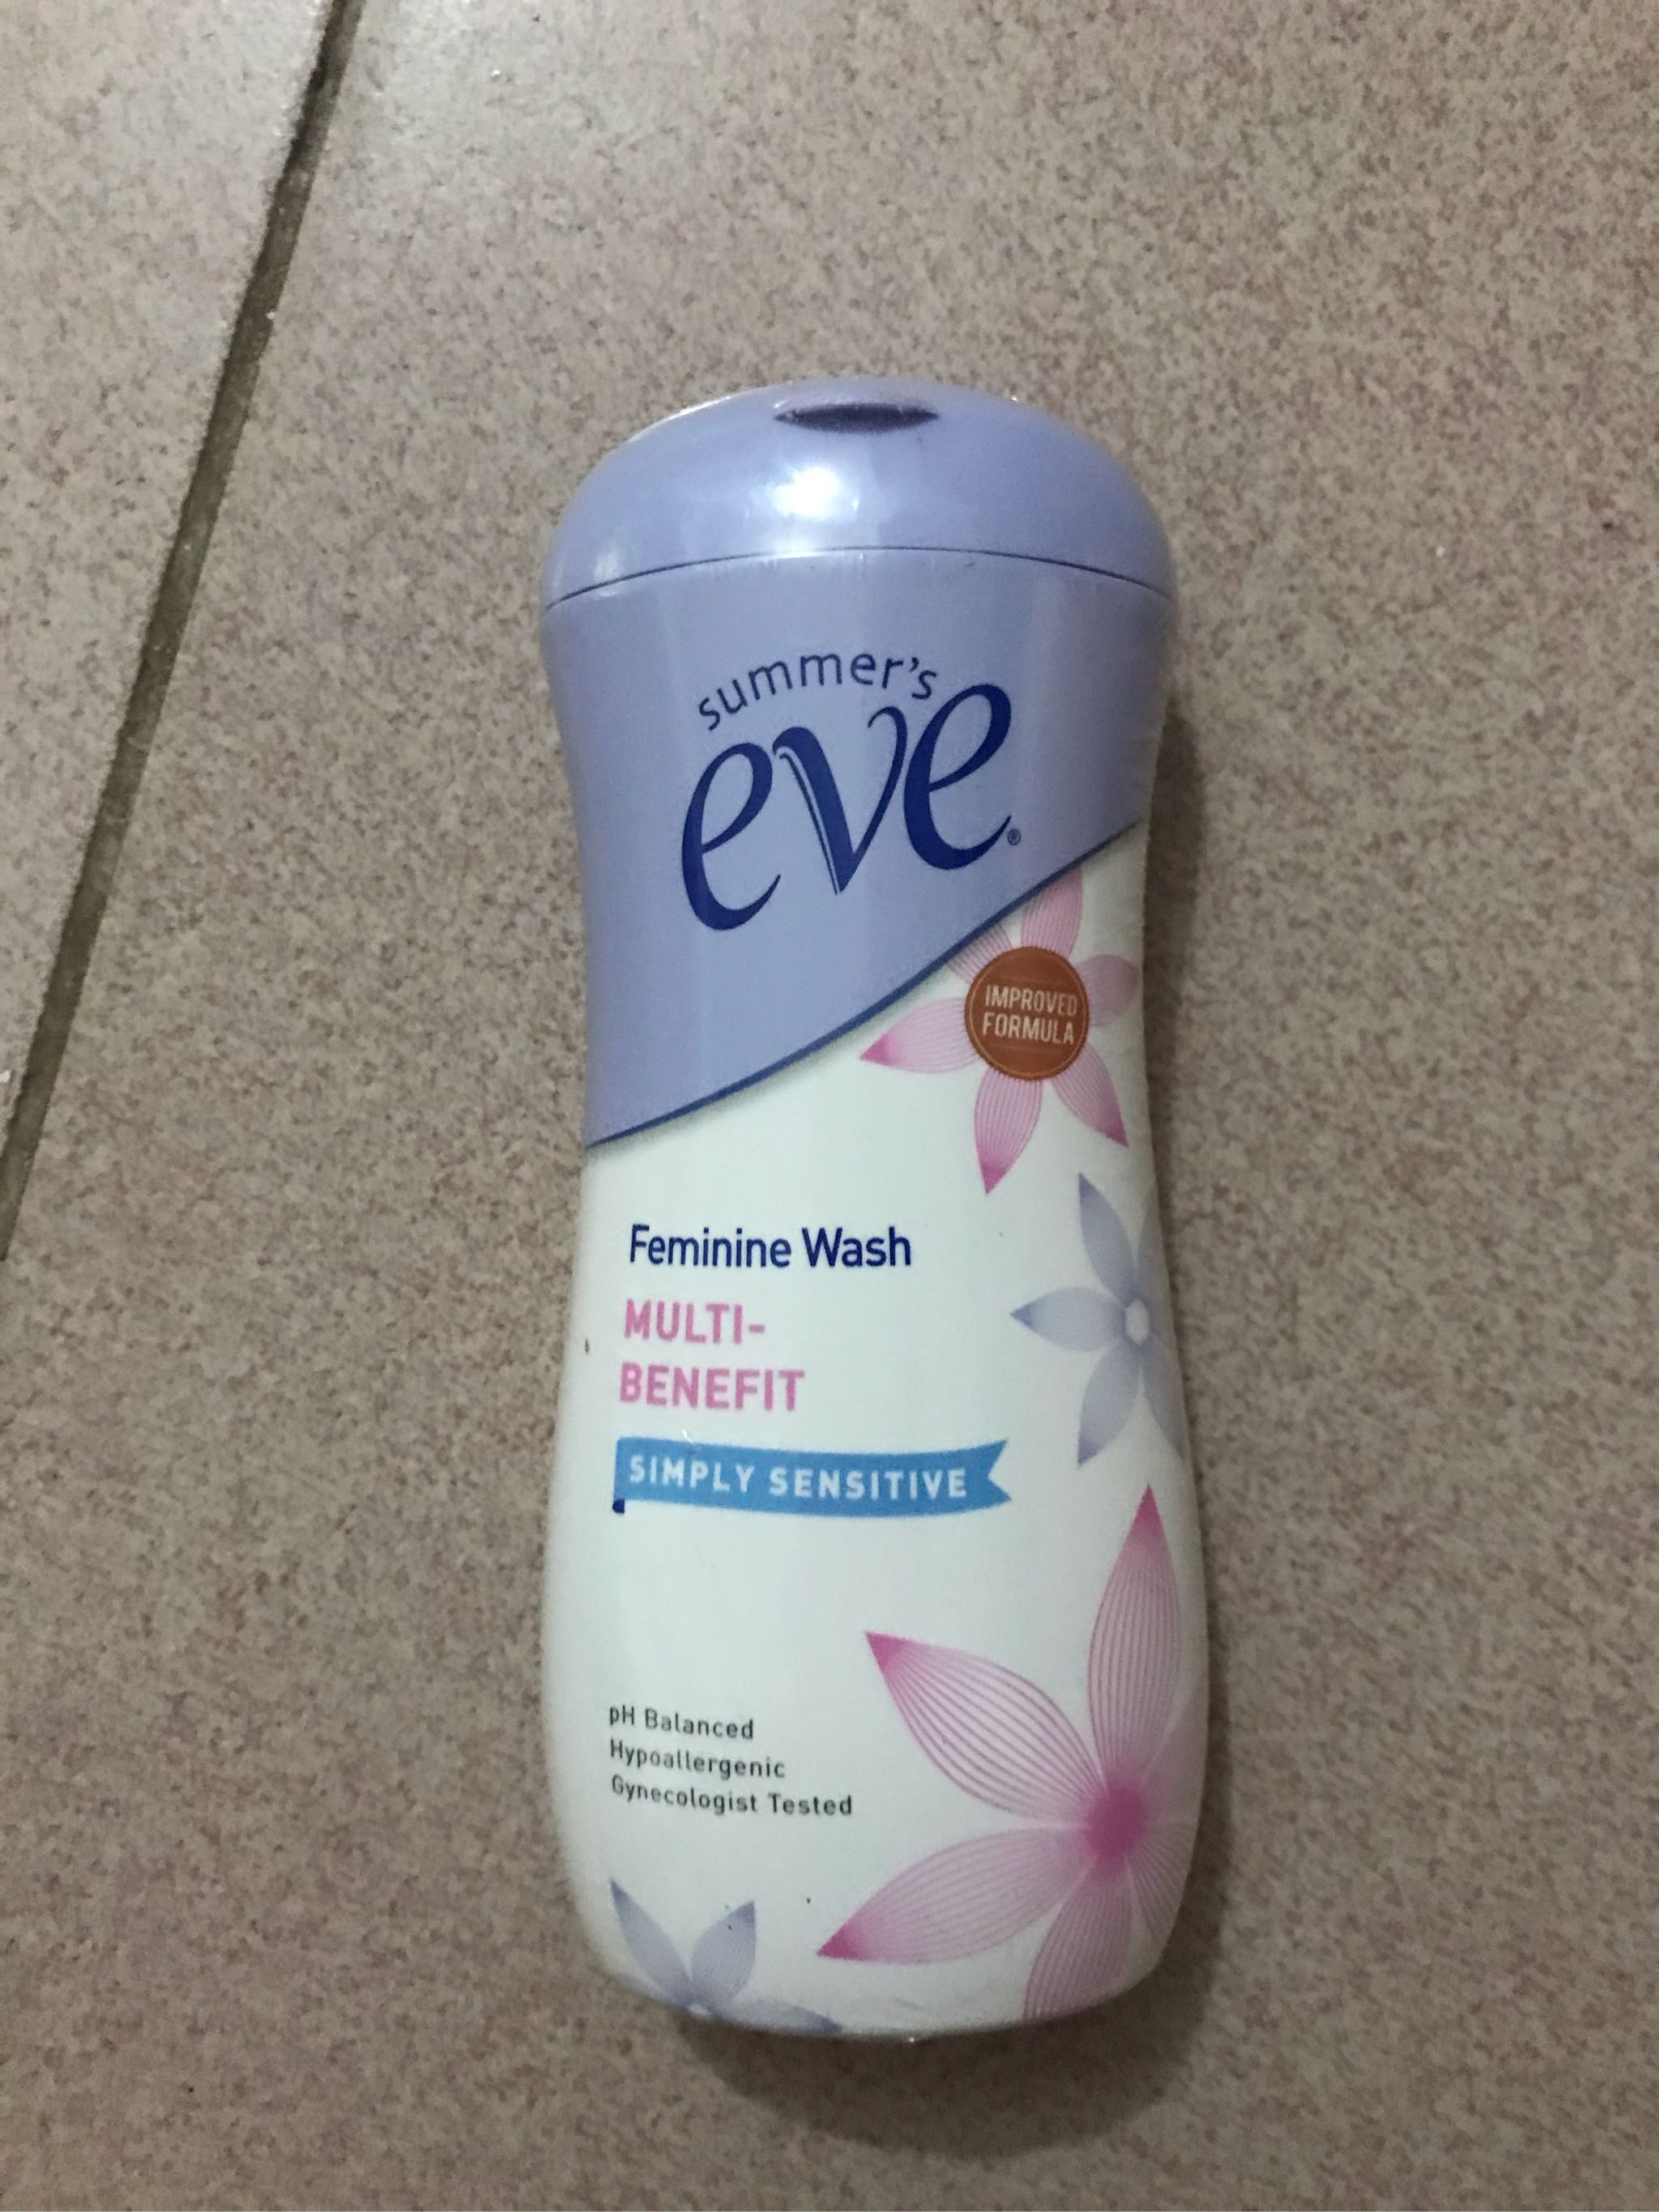 summer's
eve®
IMPROVED
FORMULA
Feminine Wash
MULTI-
BENEFIT
SIMPLY SENSITIVE
pH Balanced
Hypoallergenic
Gynecologist Tested